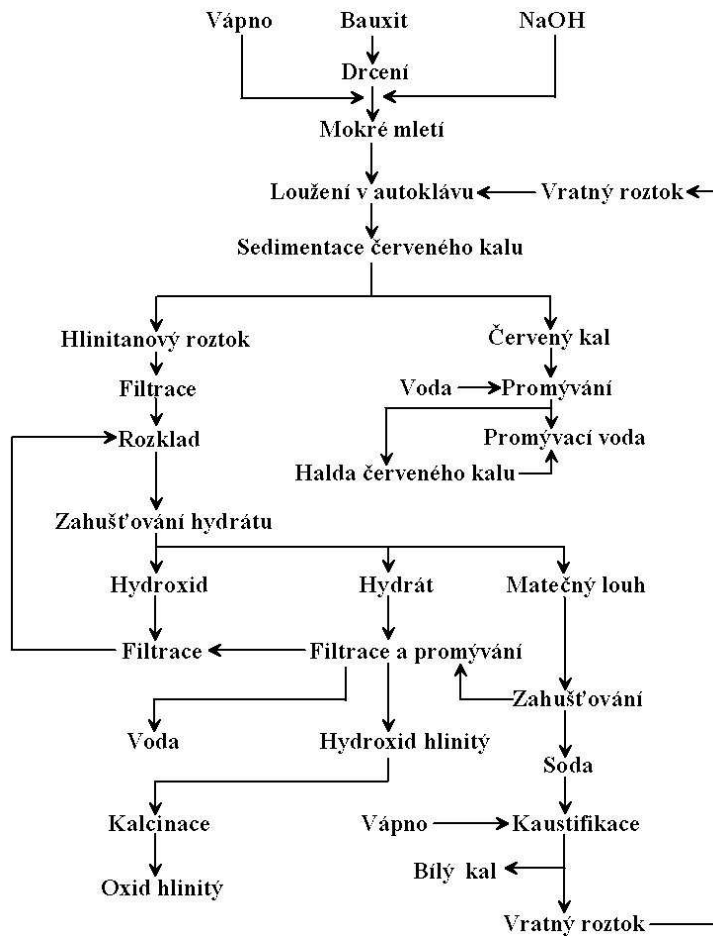 Vápno Bauxit NaOH
Drcení
Mokré mletí
Loužení v autoklávu Vratný roztok
Sedimentace červeného kalu
Hlinitanový roztok Červený kal
Filtrace Voda Promývání
Rozklad Promývací voda
Halda červeného kalu
Zahušťování hydrátu
Hydroxid Hydrát Matečný louh
Filtrace Filtrace a promývání
Zahušťování
Voda Hydroxid hlinitý
Soda
Kalcinace Vápno Kaustifikace
Bílý kal
Oxid hlinitý
Vratný roztok